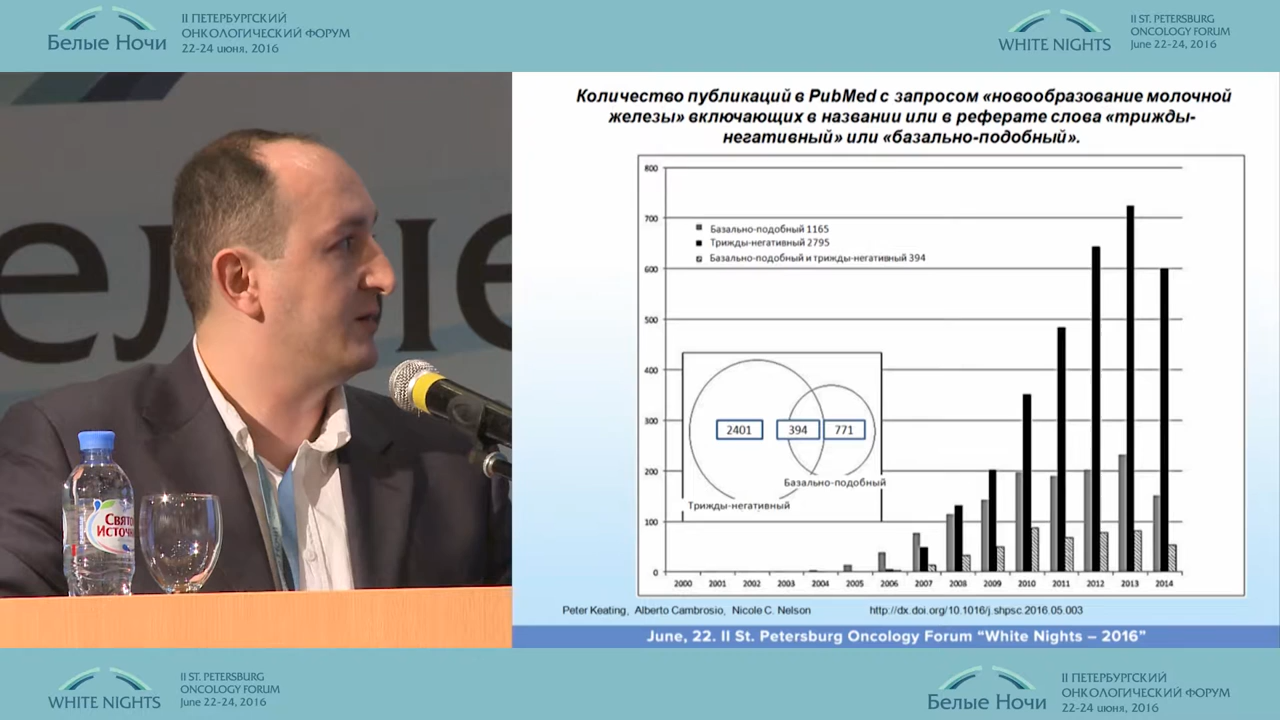 Белые Ночи
II ПЕТЕРБУРГСКИЙ
ОНКОЛОГИЧЕСКИЙ ФОРУМ
22-24 июня, 2016
WHITE NIGHTS
II ST. PETERSBURG
ONCOLOGY FORUM
June 22-24, 2016
Количество публикаций в PubMed с запросом «новообразование молочной
железы» включающих в названии или в реферате слова «трижды-
негативный» или «базально-подобный».
800
700
600
500
400
300
200
100
0
Базально-подобный 1165
Трижды-негативный 2795
Базально-подобный и трижды-негативный 394
2401
394
771
Базально-подобный
Трижды-негативный
2000 2001 2002 2003 2004 2005 2006 2007 2008 2009 2010 2011 2012 2013 2014
Peter Keating, Alberto Cambrosio, Nicole C. Nelson
http://dx.doi.org/10.1016/j.shpsc.2016.05.003
June, 22. II St. Petersburg Oncology Forum “White Nights – 2016”
WHITE NIGHTS
II ST. PETERSBURG
ONCOLOGY FORUM
June 22-24, 2016
Белые Ночи
II ПЕТЕРБУРГСКИЙ
ОНКОЛОГИЧЕСКИЙ ФОРУМ
22-24 июня, 2016